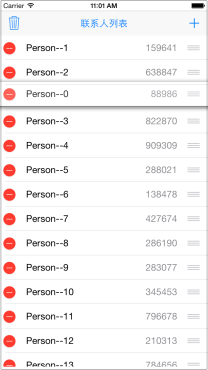 Carrier 11:01 AM
联系人列表
Person--1 159641
Person--2 638847
Person--0 88986
Person--3 822870
Person--4 909309
Person--5 288021
Person--6 138478
Person--7 427674
Person--8 286190
Person--9 283077
Person--10 345453
Person--11 796678
Person--12 210313
Person--13 784656